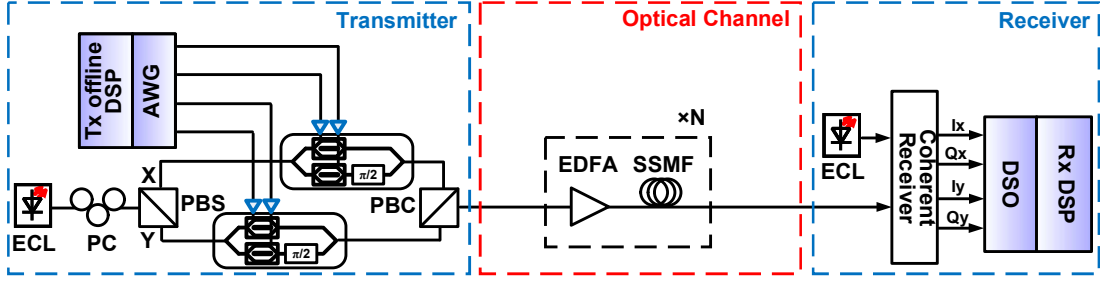 Transmitter
Optical Channel
Receiver
Tx offline
DSP
AWG
X
Y
π/2
π/2
ECL
PC
PBS
PBC
×N
EDFA
SSMF
ECL
Coherent
Receiver
Ix
Qx
Iy
Qy
DSO
Rx DSP